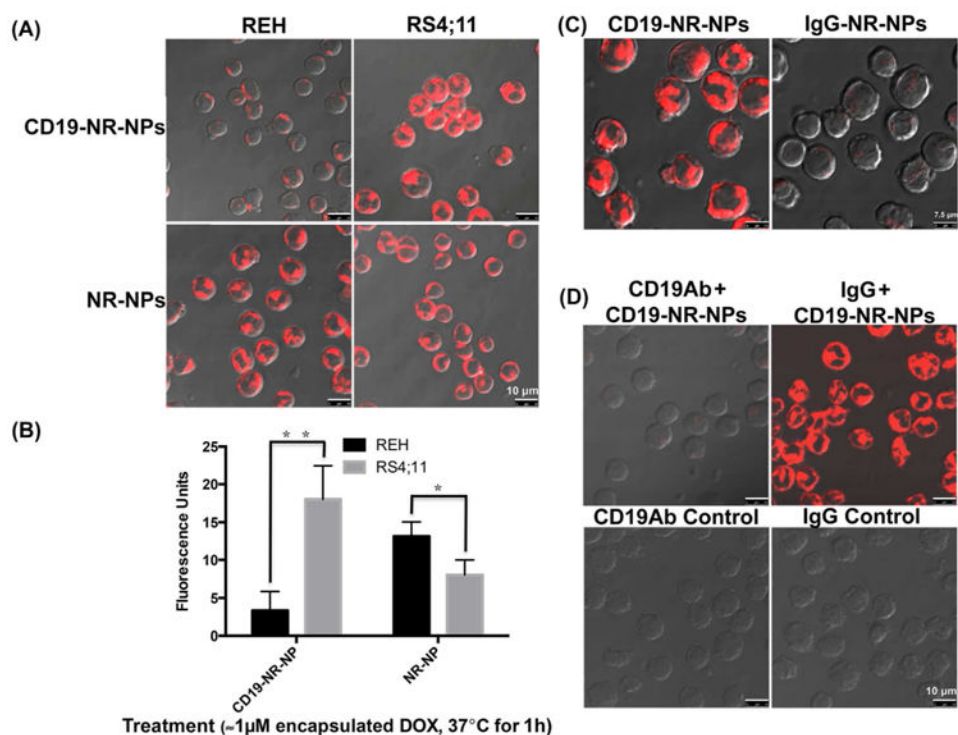 (A)
REH
RS4;11
CD19-NR-NPs
NR-NPs
10 µm
(B)
25
20
15
10
5
0
Fluorescence Units
* *
*
REH
RS4;11
CD19-NR-NP
NR-NP
Treatment (≈1µM encapsulated DOX, 37°C for 1h)
(C)
CD19-NR-NPs
IgG-NR-NPs
7.5 µm
(D)
CD19Ab+
CD19-NR-NPs
IgG+
CD19-NR-NPs
CD19Ab Control
IgG Control
10 µm